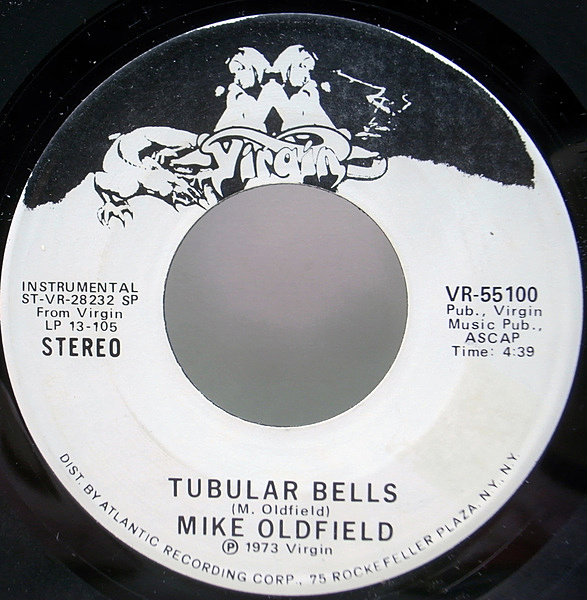 Virgin
INSTRUMENTAL
ST-VR-28232 SP
From Virgin
LP 13-105
STEREO
VR-55100
Pub., Virgin
Music Pub.,
ASCAP
Time: 4:39
TUBULAR BELLS
(M. Oldfield)
MIKE OLDFIELD
Ⓟ 1973 Virgin
DIST. BY ATLANTIC RECORDING CORP., 75 ROCKEFELLER PLAZA, N.Y., N.Y.